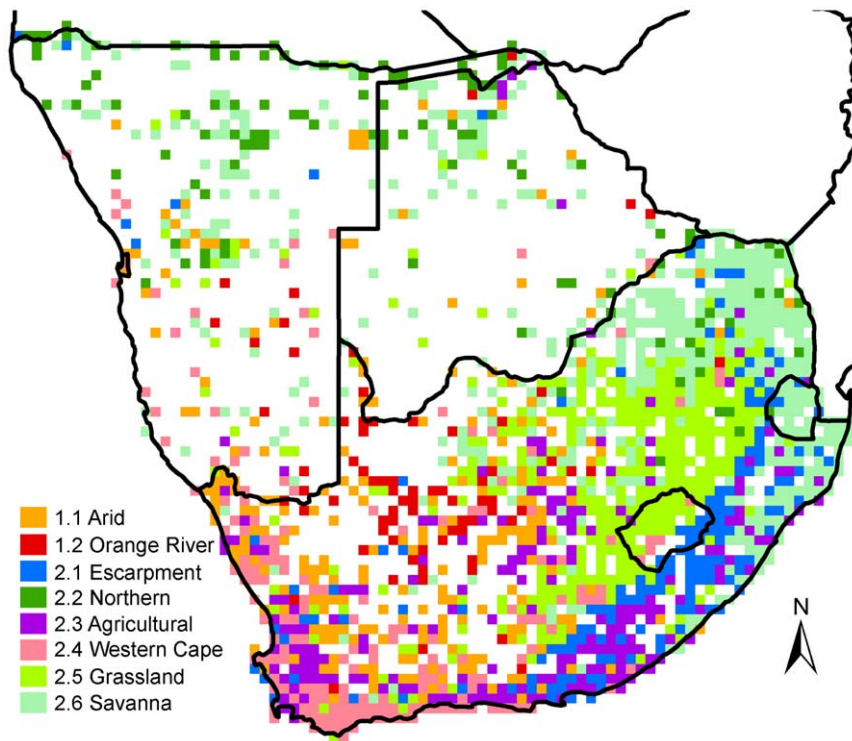 N
1.1 Arid
1.2 Orange River
2.1 Escarpment
2.2 Northern
2.3 Agricultural
2.4 Western Cape
2.5 Grassland
2.6 Savanna